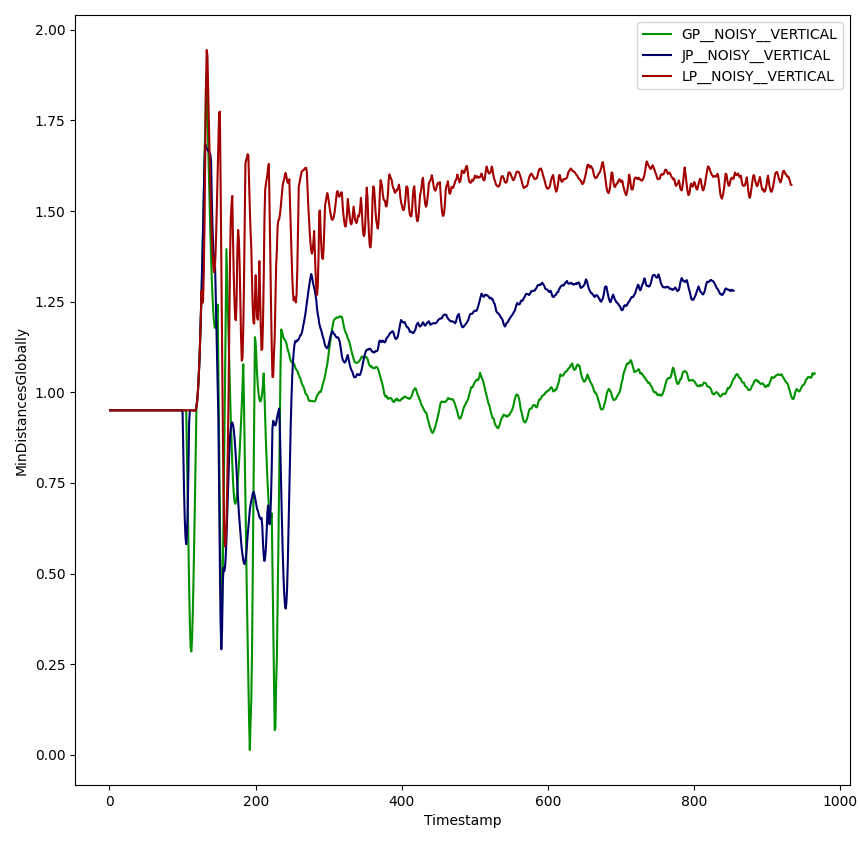 2.00
1.75
1.50
1.25
1.00
0.75
0.50
0.25
0.00
MinDistancesGlobally
GP__NOISY__VERTICAL
JP__NOISY__VERTICAL
LP__NOISY__VERTICAL
0 200 400 600 800 1000
Timestamp